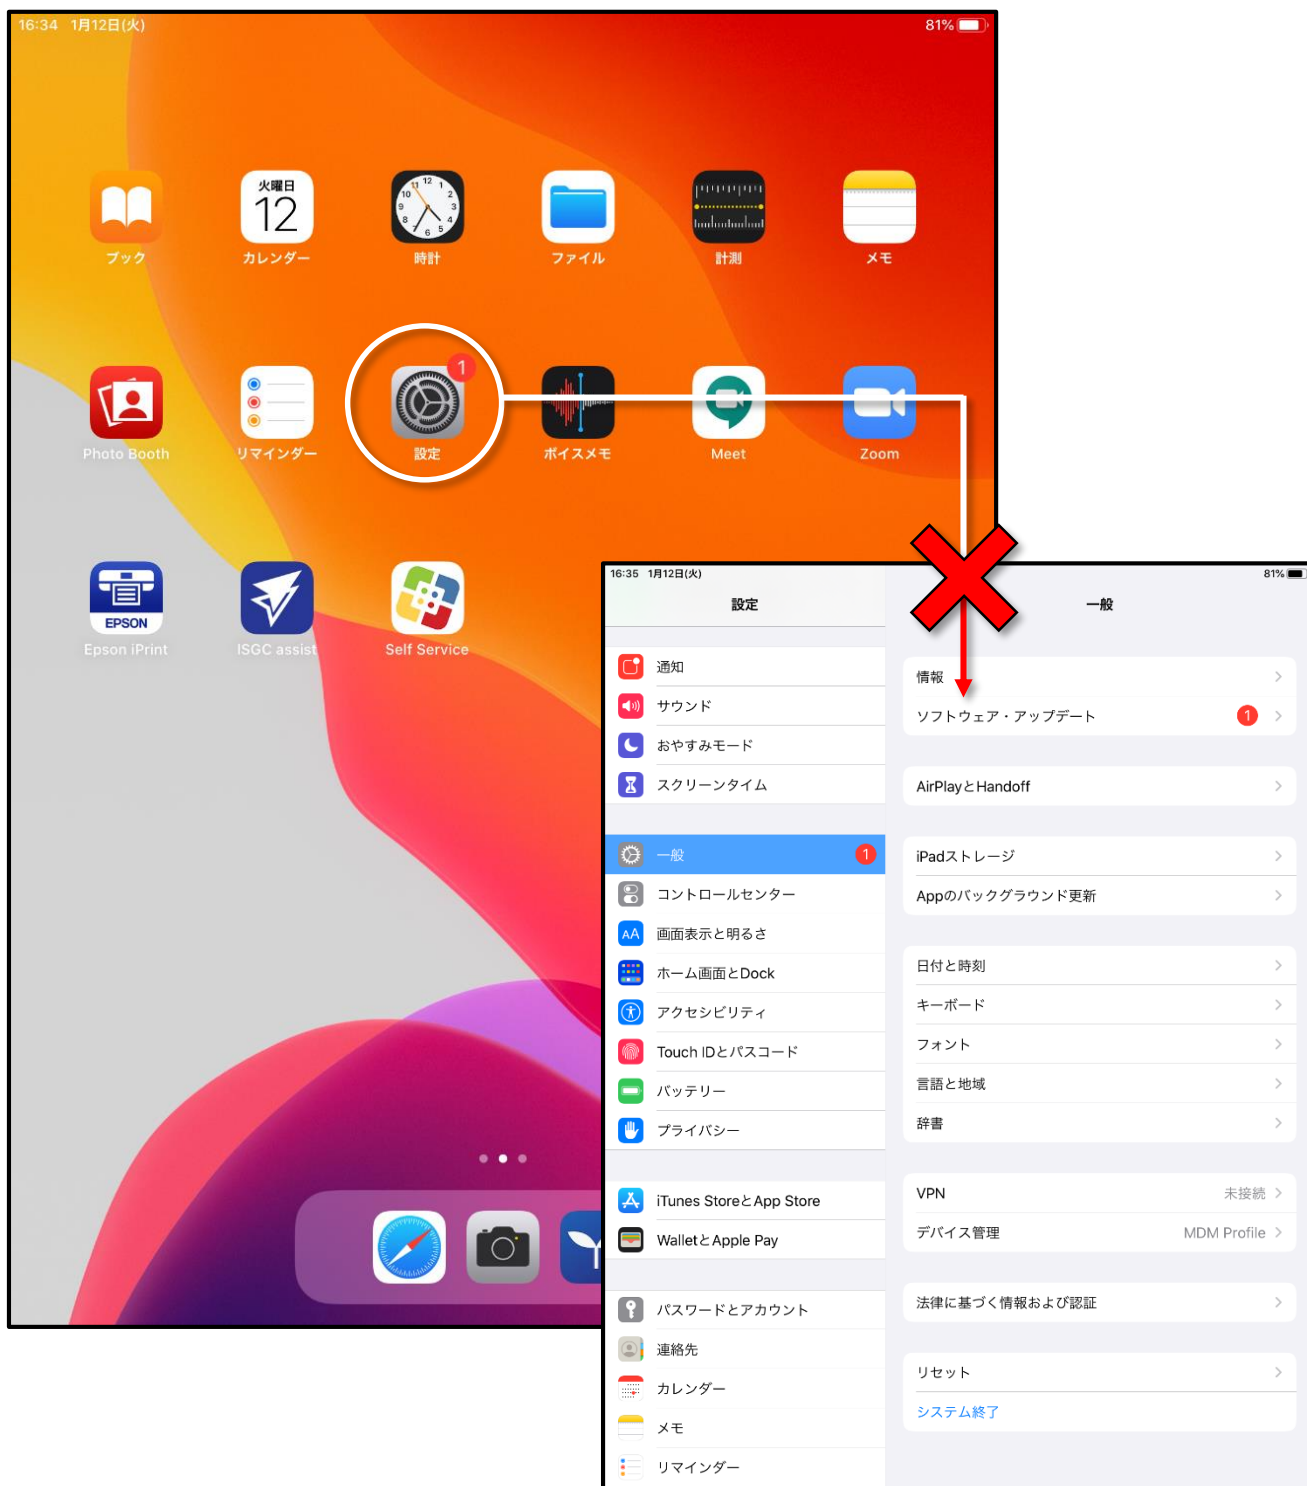 16:34 1月12日(火)
81%
火曜日
12
12
1
2
3
4
5
6
7
8
9
10
11
ブック
カレンダー
時計
ファイル
計測
メモ
1
Photo Booth
リマインダー
設定
ボイスメモ
Meet
Zoom
EPSON
Epson iPrint
ISGC assist
Self Service
16:35 1月12日(火)
81%
設定
通知
サウンド
おやすみモード
スクリーンタイム
一般 1
コントロールセンター
AA 画面表示と明るさ
ホーム画面とDock
アクセシビリティ
Touch IDとパスコード
バッテリー
プライバシー
iTunes StoreとApp Store
WalletとApple Pay
パスワードとアカウント
連絡先
カレンダー
メモ
リマインダー
一般
情報
ソフトウェア・アップデート 1
AirPlayとHandoff
iPadストレージ
Appのバックグラウンド更新
日付と時刻
キーボード
フォント
言語と地域
辞書
VPN 未接続
デバイス管理 MDM Profile
法律に基づく情報および認証
リセット
システム終了